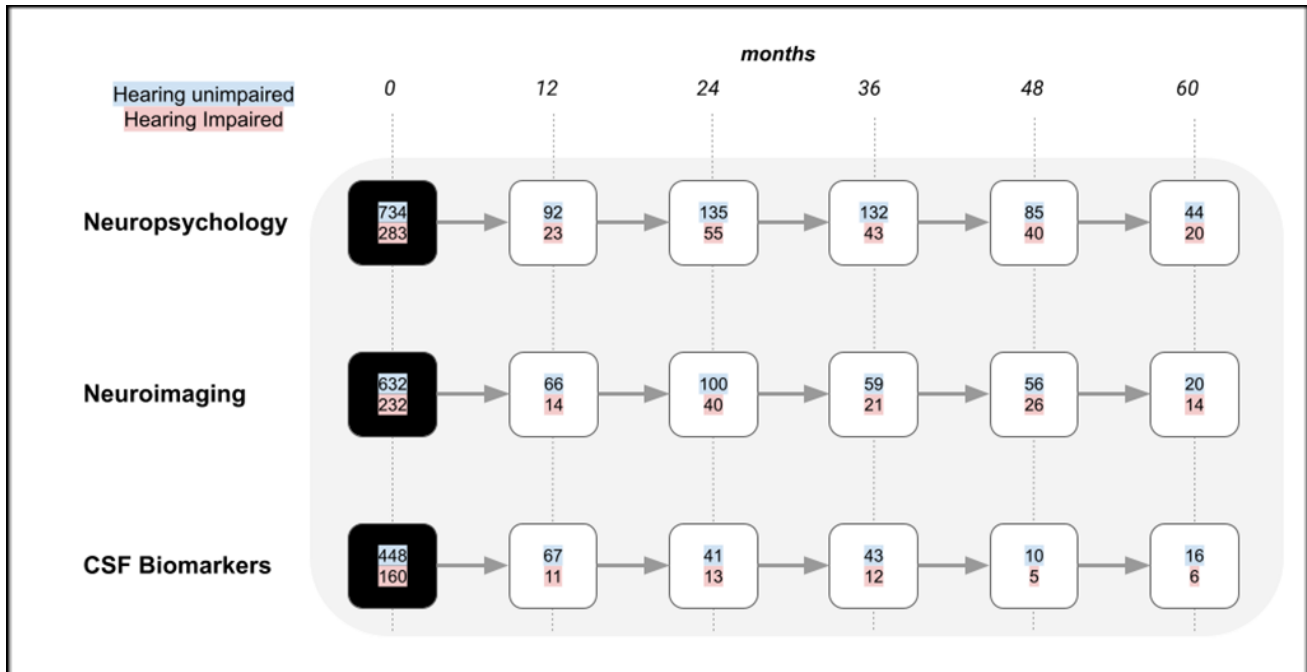 months
0 12 24 36 48 60
Hearing unimpaired
Hearing Impaired
Neuropsychology
734 92 135 132 85 44
283 23 55 43 40 20
Neuroimaging
632 66 100 59 56 20
232 14 40 21 26 14
CSF Biomarkers
448 67 41 43 10 16
160 11 13 12 5 6